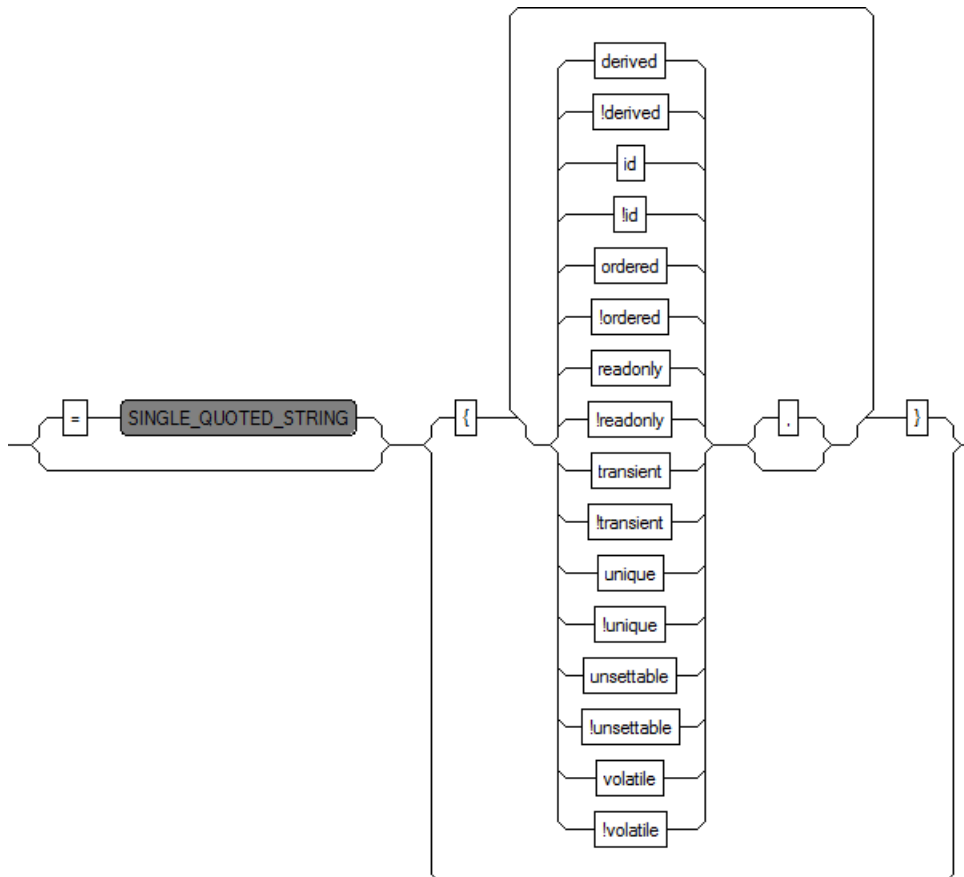 derived
!derived
id
!id
ordered
!ordered
readonly
= SINGLE_QUOTED_STRING { !readonly , }
transient
!transient
unique
!unique
unsettable
!unsettable
volatile
!volatile